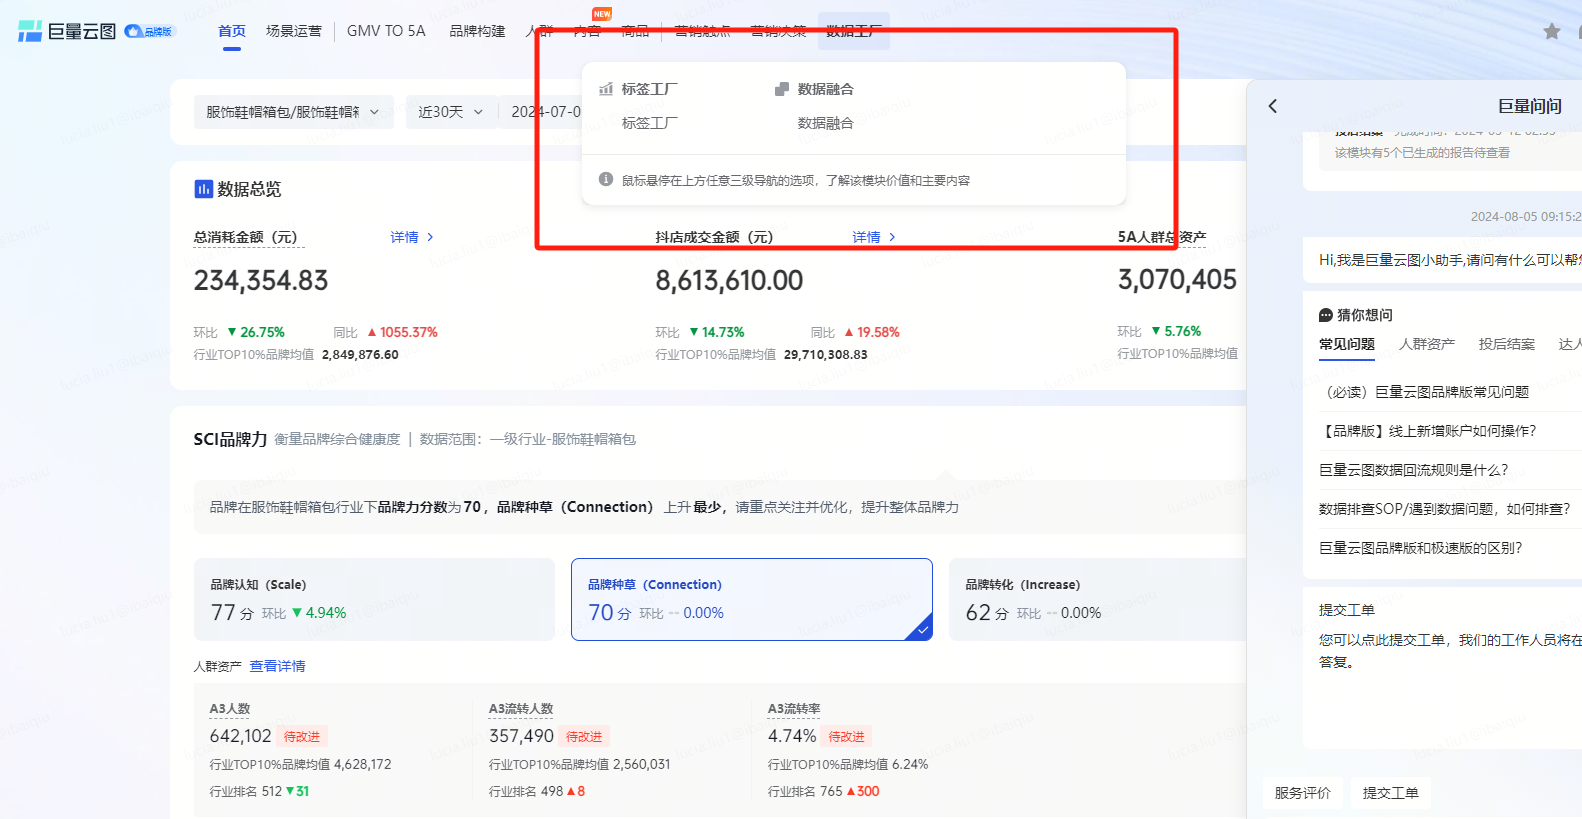 巨量云图 品牌版 首页 场景运营 GMV TO 5A 品牌构建 人群 内容 NEW 商品 营销触点 营销决策 数据工厂
标签工厂 数据融合
标签工厂 数据融合
鼠标悬停在上方任意三级导航的选项，了解该模块价值和主要内容
服饰鞋帽箱包/服饰鞋帽箱 近30天 2024-07-0
数据总览
总消耗金额（元） 详情 抖店成交金额（元） 详情 5A人群总资产
234,354.83 8,613,610.00 3,070,405
环比 ▼26.75% 同比 ▲1055.37% 环比 ▼14.73% 同比 ▲19.58% 环比 ▼5.76%
行业TOP10%品牌均值 2,849,876.60 行业TOP10%品牌均值 29,710,308.83 行业TOP10%品牌均值
SCI品牌力 衡量品牌综合健康度 | 数据范围：一级行业-服饰鞋帽箱包
品牌在服饰鞋帽箱包行业下品牌力分数为70，品牌种草（Connection）上升最少，请重点关注并优化，提升整体品牌力
品牌认知（Scale） 品牌种草（Connection） 品牌转化（Increase）
77 分 环比 ▼4.94% 70 分 环比 -- 0.00% 62 分 环比 -- 0.00%
人群资产 查看详情
A3人数 A3流转人数 A3流转率
642,102 待改进 357,490 待改进 4.74% 待改进
行业TOP10%品牌均值 4,628,172 行业TOP10%品牌均值 2,560,031 行业TOP10%品牌均值 6.24%
行业排名 512 ▼31 行业排名 498 ▲8 行业排名 765 ▲300
巨量问问
投后结案 完成时间：2024-05-12 02:55
该模块有5个已生成的报告待查看
2024-08-05 09:15:2
Hi,我是巨量云图小助手,请问有什么可以帮您
猜你想问
常见问题 人群资产 投后结案 达人
（必读）巨量云图品牌版常见问题
【品牌版】线上新增账户如何操作?
巨量云图数据回流规则是什么?
数据排查SOP/遇到数据问题，如何排查?
巨量云图品牌版和极速版的区别?
提交工单
您可以点此提交工单，我们的工作人员将在
答复。
服务评价 提交工单